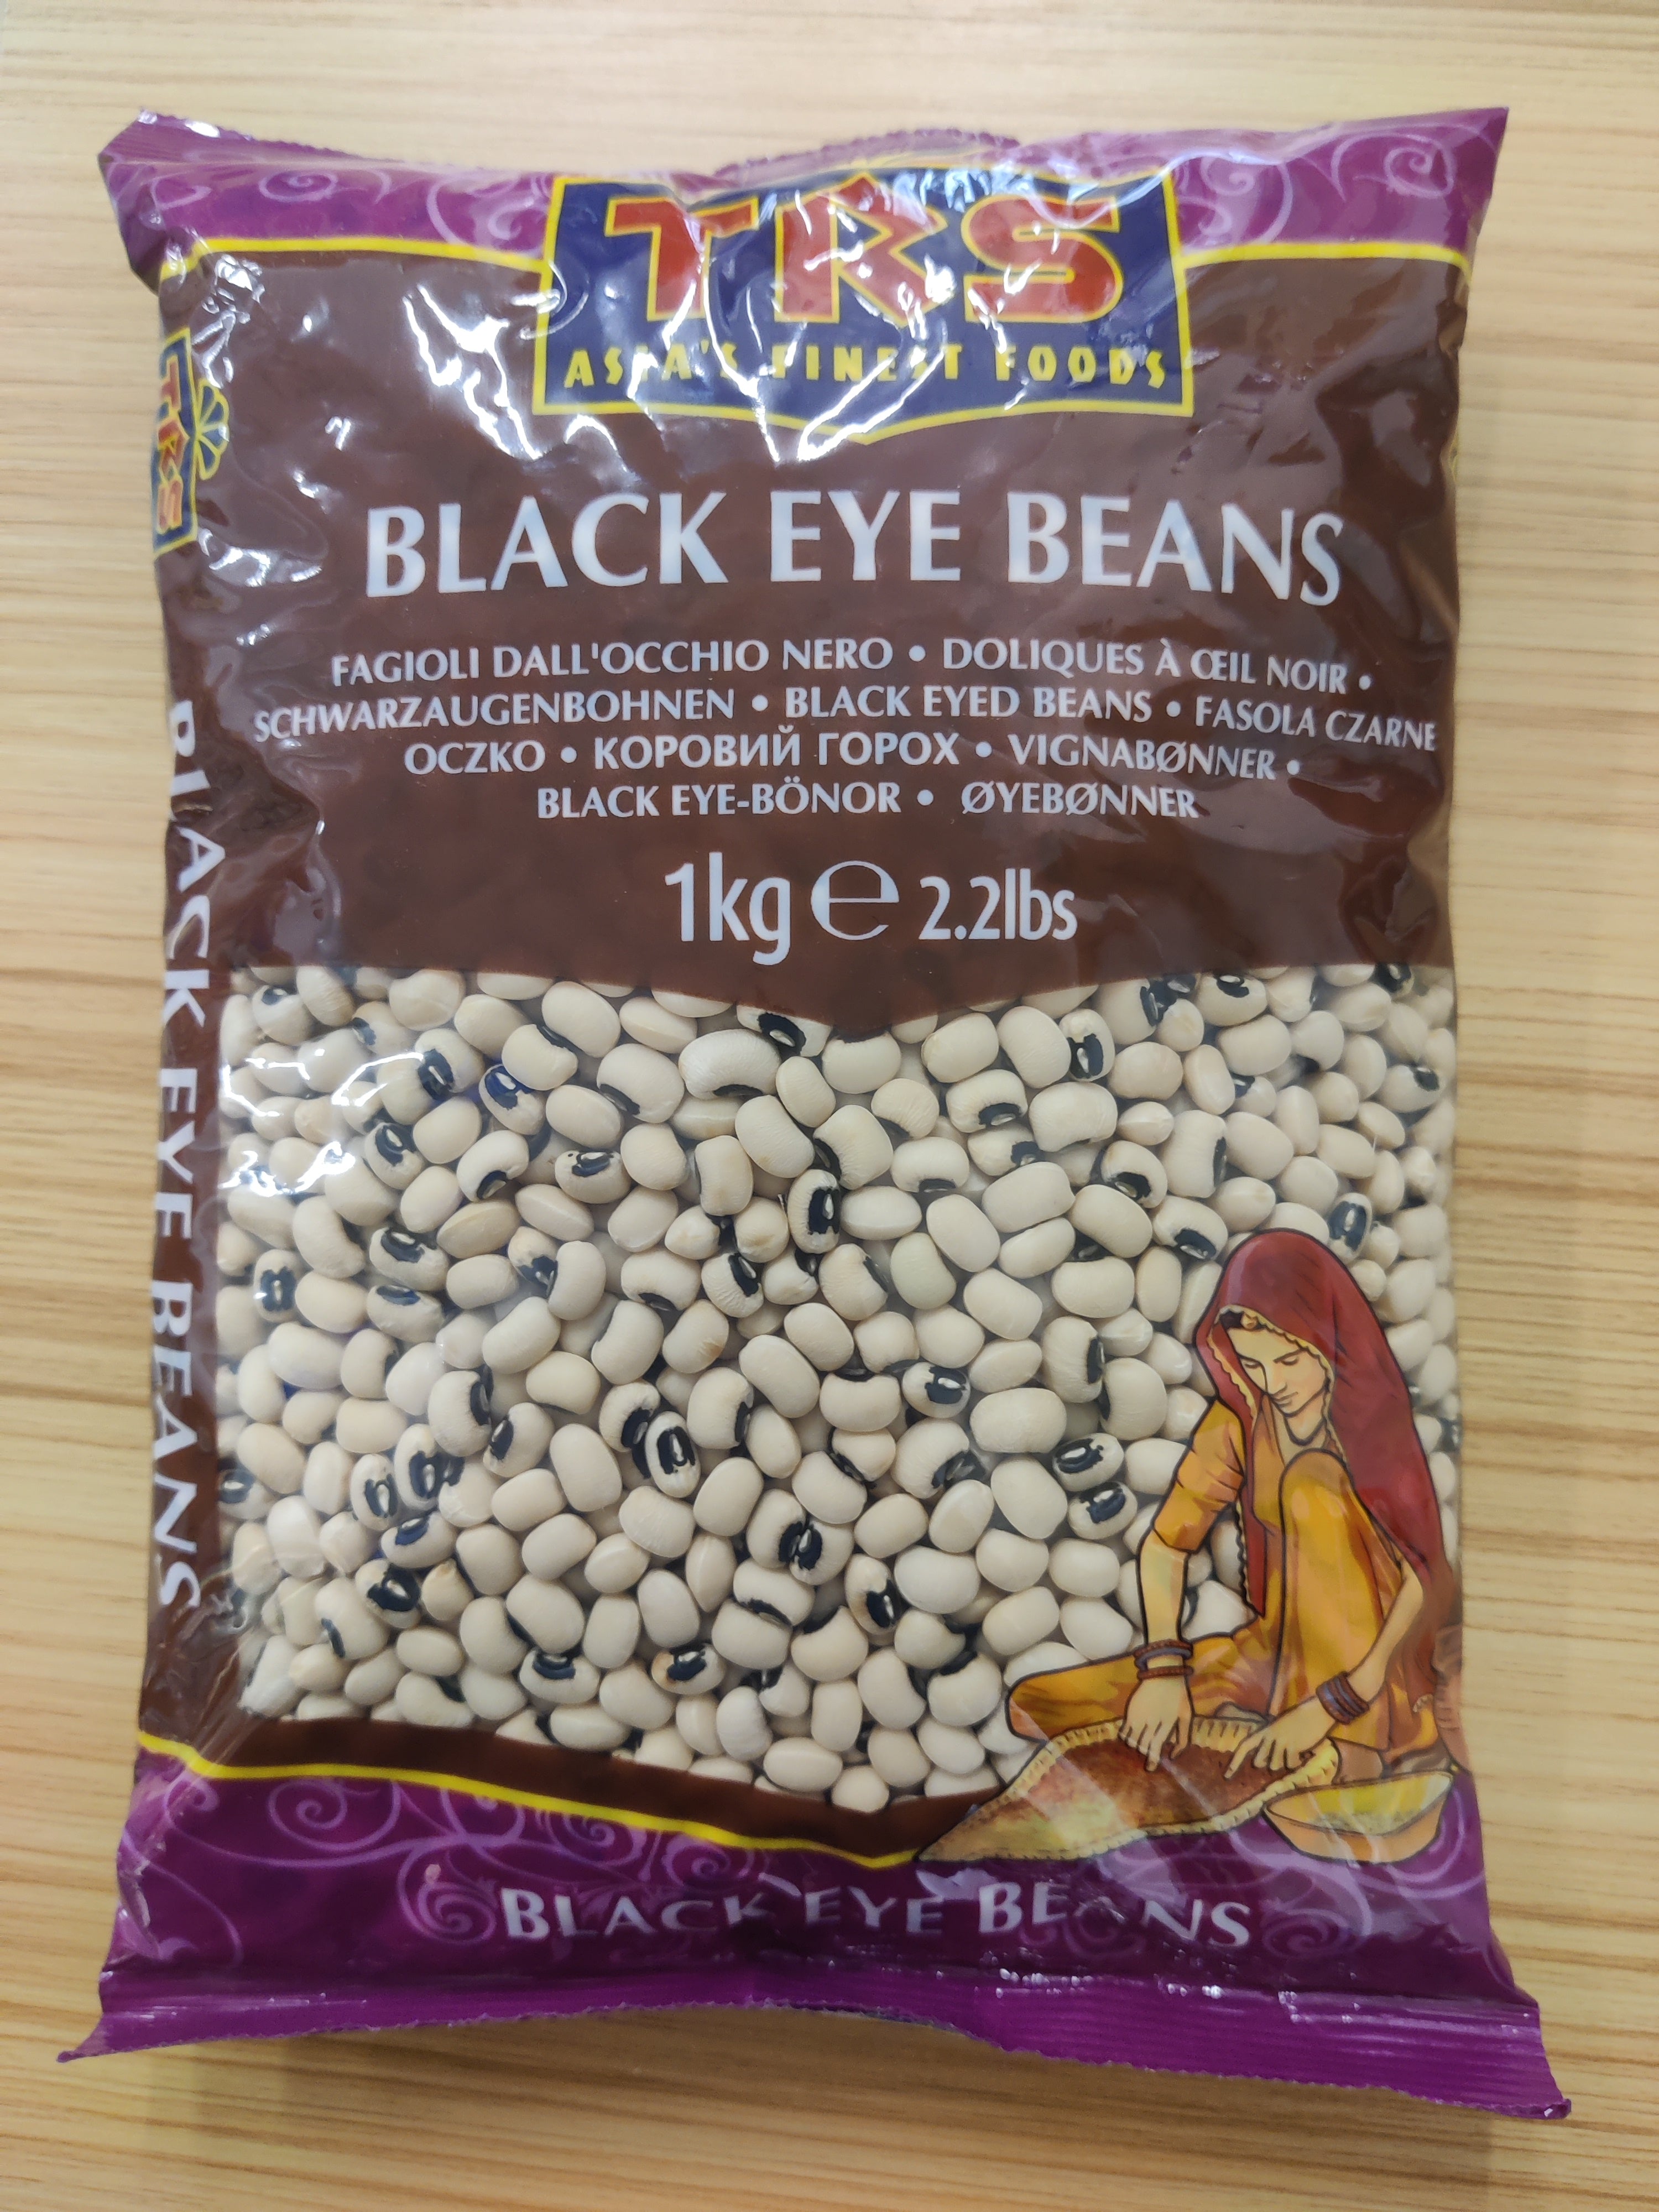 TRS
ASIA'S FINEST FOODS
TRS
BLACK EYE BEANS
FAGIOLI DALL'OCCHIO NERO • DOLIQUES À ŒIL NOIR •
SCHWARZAUGENBOHNEN • BLACK EYED BEANS • FASOLA CZARNE
OCZKO • КОРОВИЙ ГОРОХ • VIGNABØNNER •
BLACK EYE-BÖNOR • ØYEBØNNER
1kg ℮ 2.2lbs
BLACK EYE BEANS
BLACK EYE BEANS